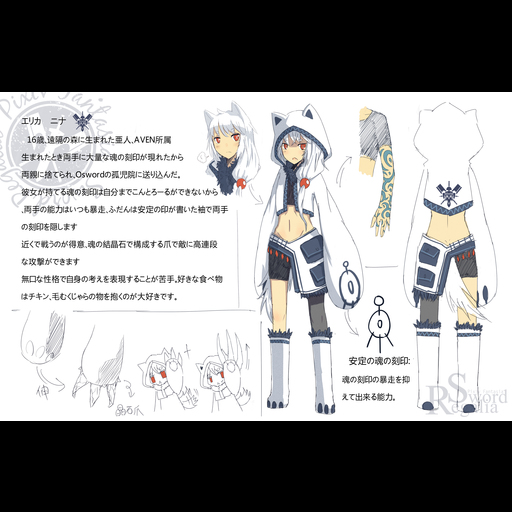 エリカ　ニナ
16歳,遠隔の森に生まれた亜人,AVEN所属
生まれたとき両手に大量な魂の刻印が現れたから
両親に捨てられ,Oswordの孤児院に送り込んだ。
彼女が持てる魂の刻印は自分までこんとろーるができないから
,両手の能力はいつも暴走,ふだんは安定の印が書いた袖で両手
の刻印を隠します
近くで戦うのが得意,魂の結晶石で構成する爪で敵に高連段
な攻撃ができます
無口な性格で自身の考えを表現することが苦手。好きな食べ物
はチキン,毛むくじゃらの物を抱くのが大好きです。
伸
晶石爪
安定の魂の刻印:
魂の刻印の暴走を抑
えて出来る能力。
Sword
Regalia